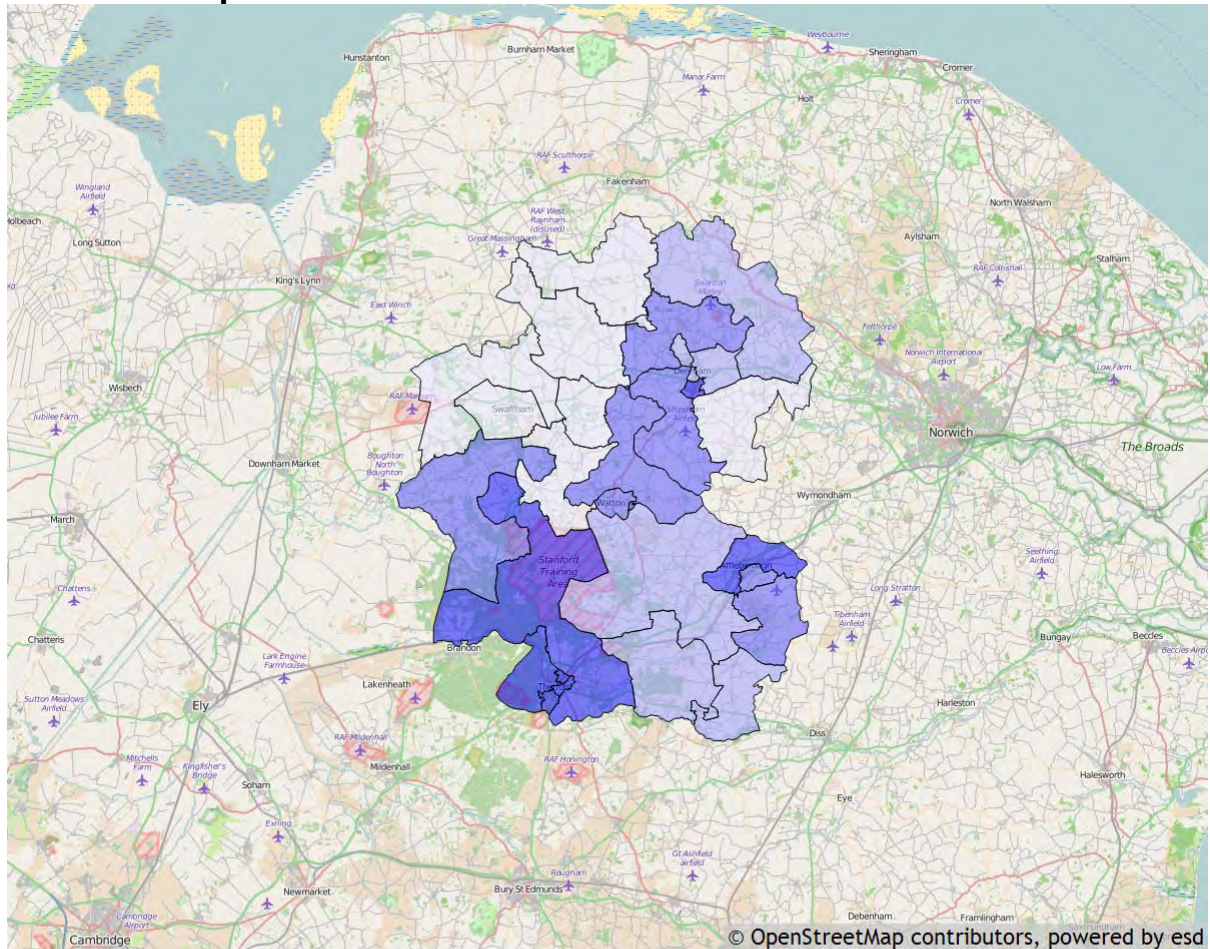 Weybourne
Sheringham
Cromer
Burnham Market
Hunstanton
Manor Farm
Holt
Cromer
RAF Sculthorpe
Fakenham
Wingland
Airfield
Holbeach
Long Sutton
RAF West
Raynham
(disused)
Great Massingham
North Walsham
Aylsham
Stalham
King's Lynn
RAF Coltishall
East Winch
Swanton
Morley
Felthorpe
Norwich International
Airport
Low Farm
Wisbech
Dereham
RAF Marham
Swaffham
Shipdham
Airfield
Jubilee Farm
Norwich
The Broads
Boughton
North
Boughton
Downham Market
Watton
Wymondham
March
Stanford
Training
Area
Attleborough
Seething
Airfield
Chatteris
Long Stratton
Tibenham
Airfield
Chatteris
Brandon
Bungay
Beccles
Beccles Airpo
Lark Engine
Farmhouse
Lakenheath
Sutton Meadows
Airfield
Ely
Harleston
RAF Mildenhall
Mildenhall
Diss
Mitchells
Farm
Kingfisher's
Bridge
Soham
RAF Honington
Halesworth
Eye
Exning
Gt Ashfield
airfield
Rougham
Newmarket
Bury St Edmunds
Cambridge
Airport
Cambridge
Debenham
Framlingham
© OpenStreetMap contributors, powered by esd